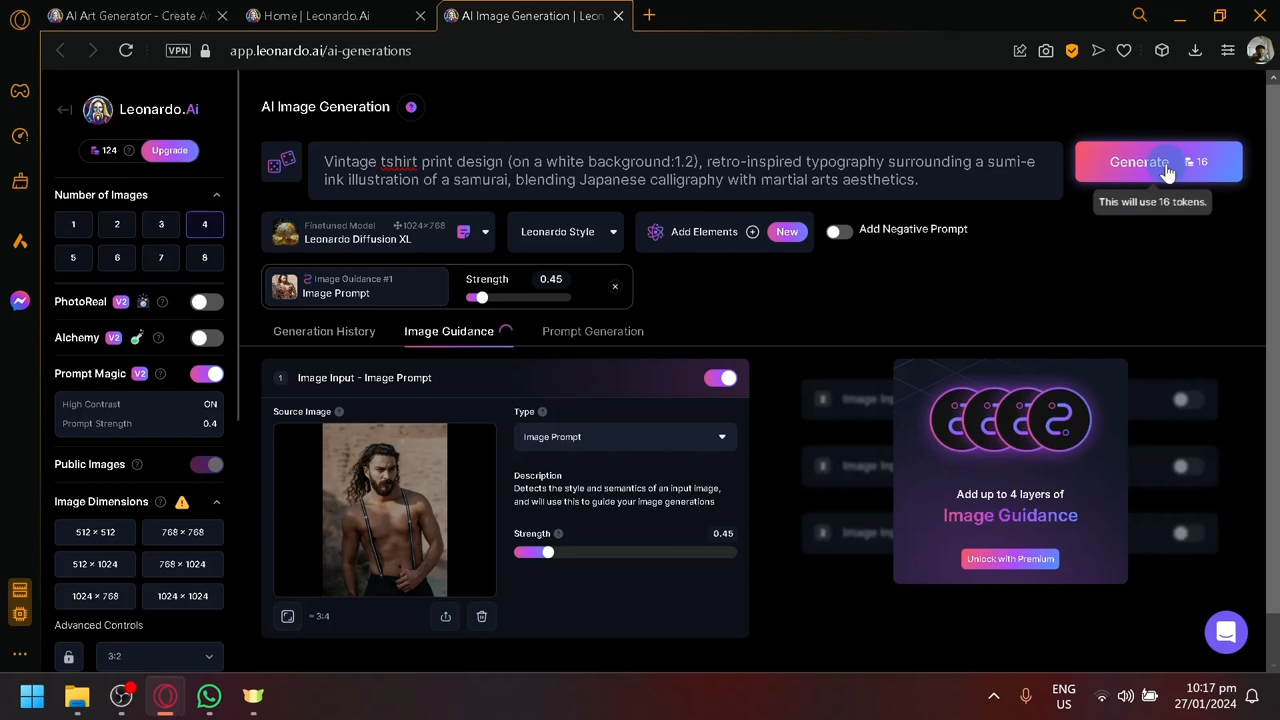 AI Art Generator - Create A
Home | Leonardo.Ai
AI Image Generation | Leon
VPN
app.leonardo.ai/ai-generations
Leonardo.Ai
124
Upgrade
Number of Images
1
2
3
4
5
6
7
8
PhotoReal V2
Alchemy V2
Prompt Magic V2
High Contrast ON
Prompt Strength 0.4
Public Images
Image Dimensions
512 × 512
768 × 768
512 × 1024
768 × 1024
1024 × 768
1024 × 1024
Advanced Controls
3:2
AI Image Generation
Vintage tshirt print design (on a white background:1.2), retro-inspired typography surrounding a sumi-e
ink illustration of a samurai, blending Japanese calligraphy with martial arts aesthetics.
Generate 16
This will use 16 tokens.
Finetuned Model 1024×768
Leonardo Diffusion XL
Leonardo Style
Add Elements New
Add Negative Prompt
Image Guidance #1
Image Prompt
Strength 0.45
Generation History
Image Guidance
Prompt Generation
1 Image Input - Image Prompt
Source Image
≈ 3:4
Type
Image Prompt
Description
Detects the style and semantics of an input image,
and will use this to guide your image generations
Strength 0.45
2 Image In
Add up to 4 layers of
Image Guidance
Unlock with Premium
ENG
US
10:17 pm
27/01/2024